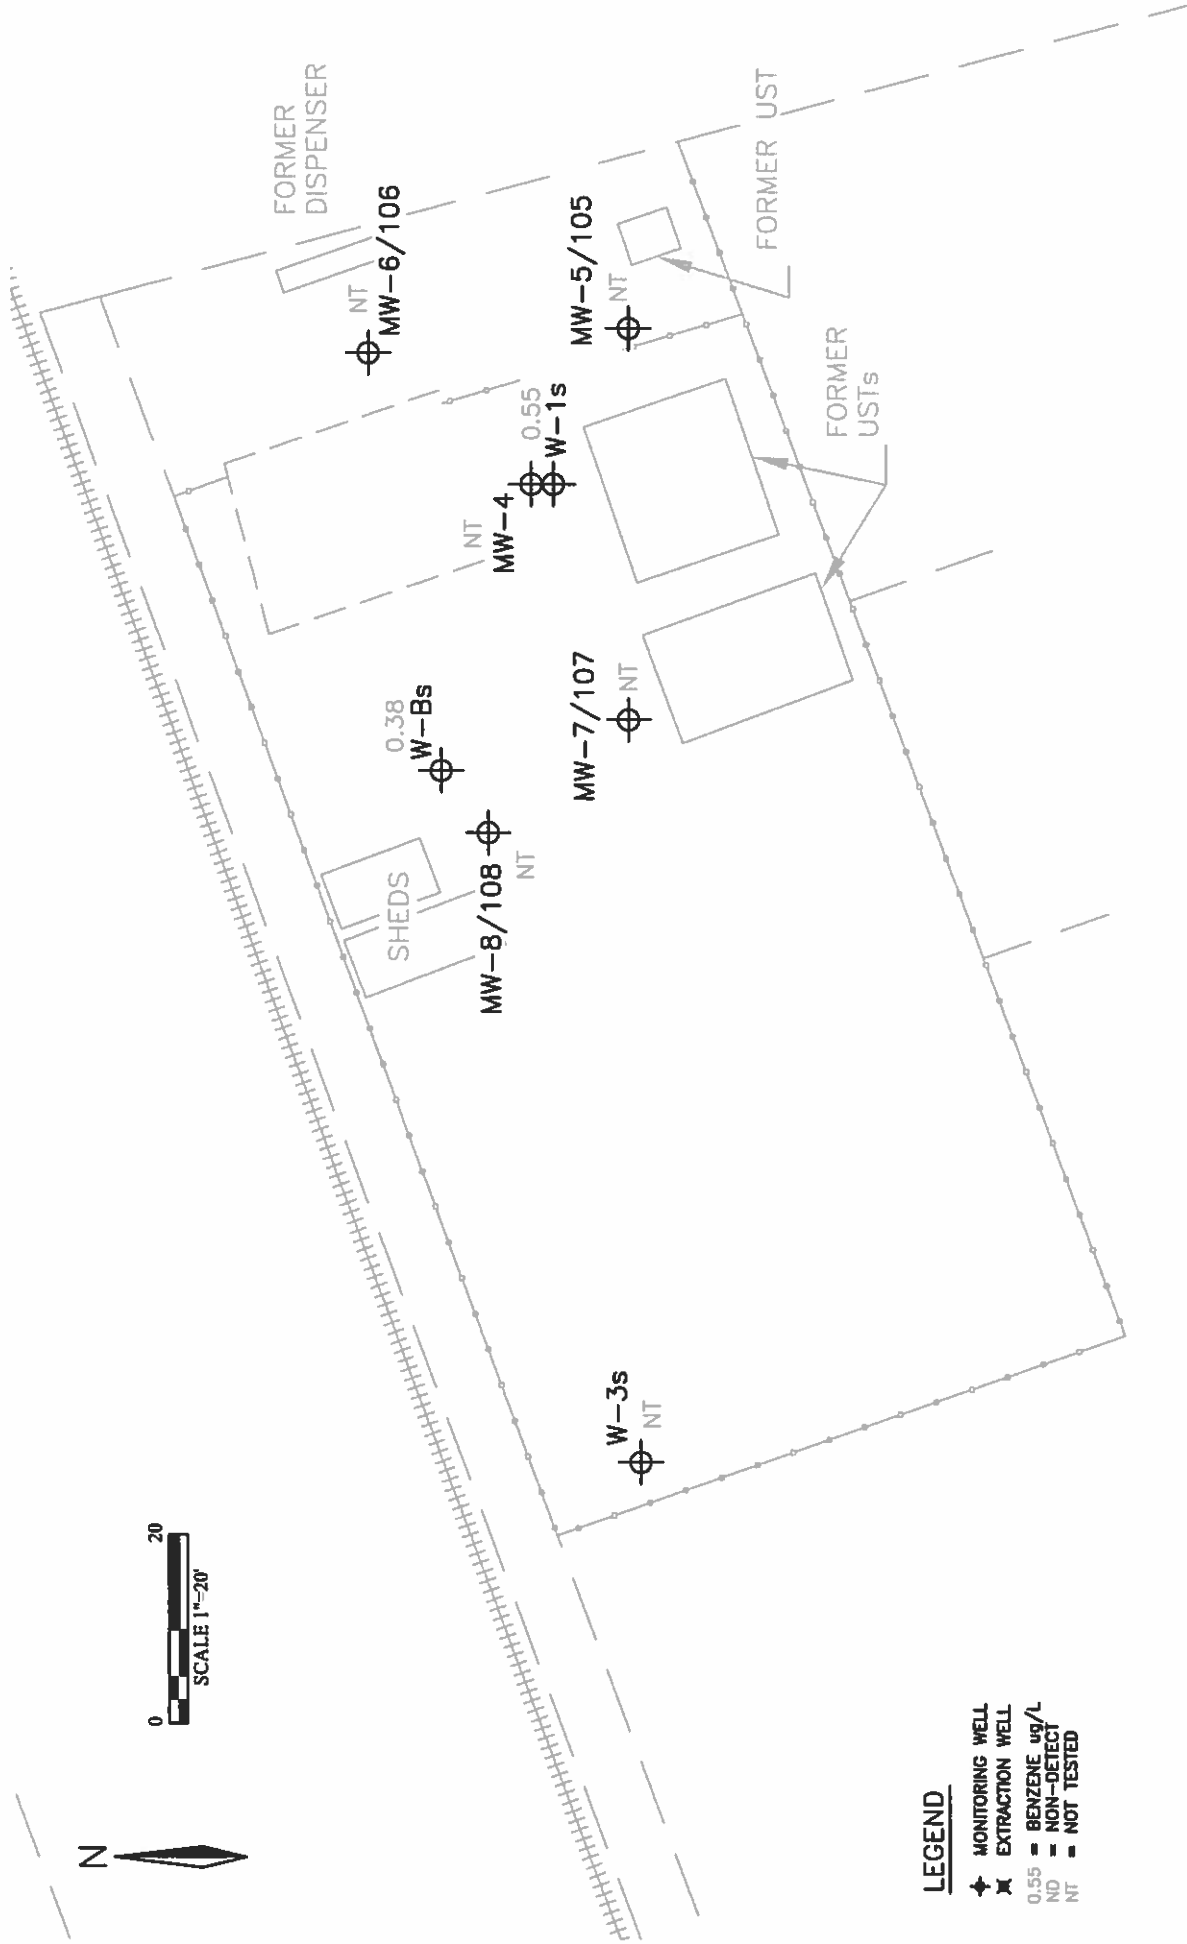 FORMER
DISPENSER
NT
MW-6/106
FORMER UST
MW-5/105
NT
FORMER
USTs
0.55
W-1s
NT
MW-4
MW-7/107
NT
0.38
W-Bs
SHEDS
MW-8/108
NT
W-3s
NT
0
20
SCALE 1"=20'
N
LEGEND
MONITORING WELL
EXTRACTION WELL
0.55 = BENZENE ug/L
ND = NON-DETECT
NT = NOT TESTED